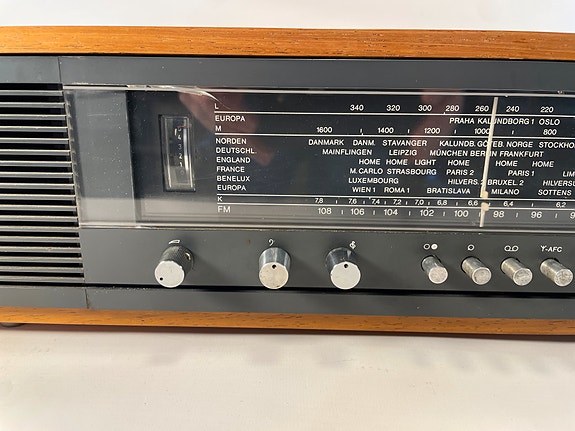 L 340 320 300 280 260 240 220
EUROPA PRAHA KALUNDBORG 1 OSLO
M 1600 1400 1200 1000 800
NORDEN DANMARK DANM. STAVANGER KALUNDB. GÖTEB. NORGE STOCKHO
DEUTSCHL. MAINFLINGEN LEIPZIG MÜNCHEN BERLIN FRANKFURT
ENGLAND HOME HOME LIGHT HOME HOME HOME
FRANCE M.CARLO STRASBOURG PARIS 2 PARIS 1 LIM
BENELUX LUXEMBOURG HILVERS. 2 BRUXEL. 2 HILVERS
EUROPA WIEN 1 ROMA 1 BRATISLAVA MILANO SOTTENS
K 7,8 7,6 7,4 7,2 7,0 6,8 6,6 6,4 6,2
FM 108 106 104 102 100 98 96 9
Y-AFC